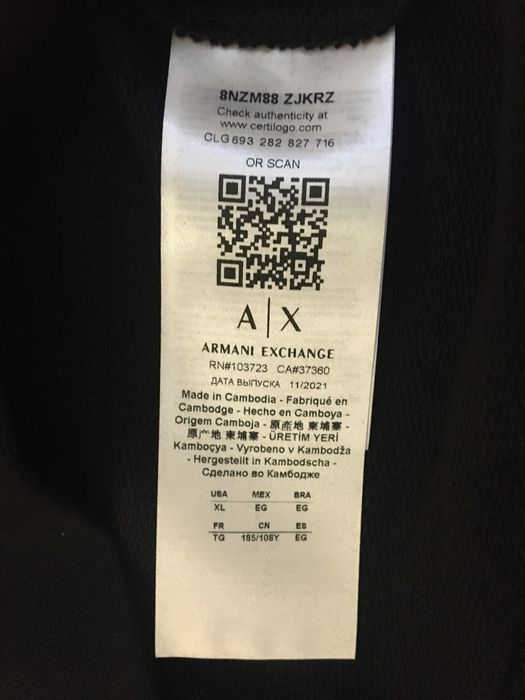 8NZM88 ZJKRZ
Check authenticity at
www.certilogo.com
CLG 693 282 827 716
OR SCAN
A|X
ARMANI EXCHANGE
RN#103723 CA#37360
ДАТА ВЫПУСКА 11/2021
Made in Cambodia - Fabriqué en
Cambodge - Hecho en Camboya -
Origem Camboja - 原產地 柬埔寨 -
原产地 柬埔寨 - ÜRETİM YERİ
Kamboçya - Vyrobeno v Kambodža
- Hergestellt in Kambodscha -
Сделано во Камбодже
USA MEX BRA
XL EG EG
FR CN ES
TG 185/108Y EG